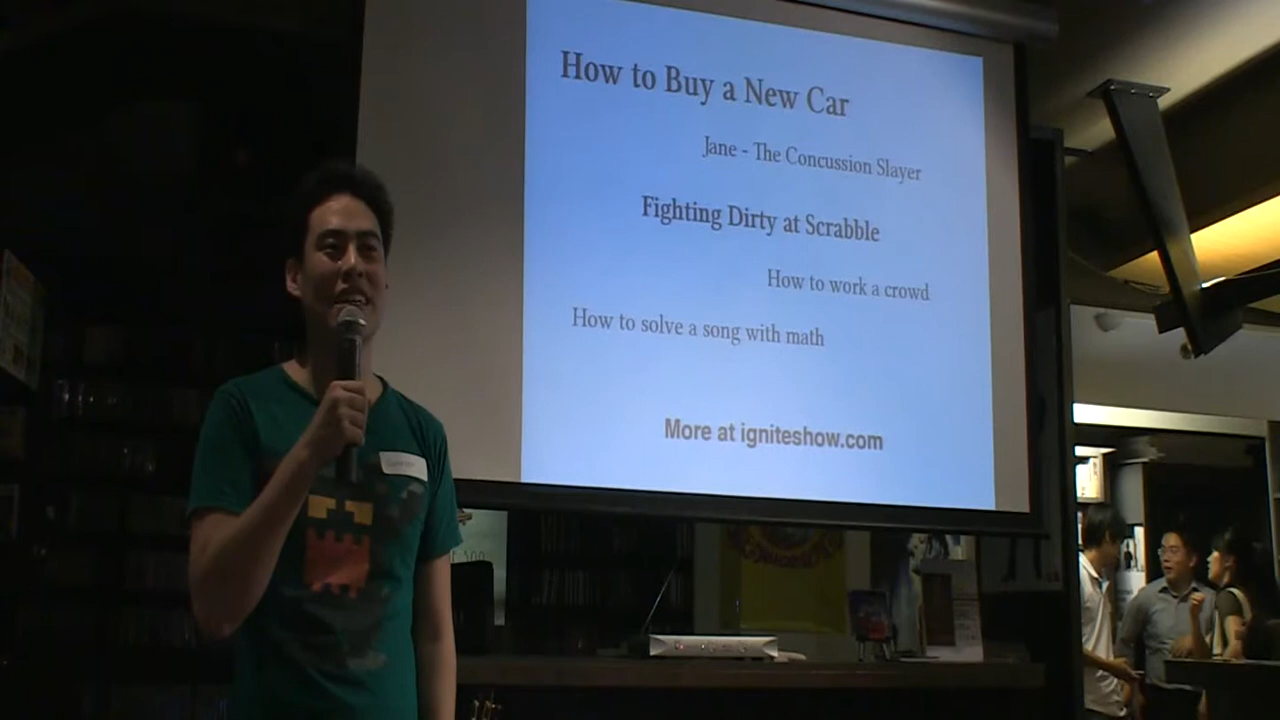 How to Buy a New Car
Jane - The Concussion Slayer
Fighting Dirty at Scrabble
How to work a crowd
How to solve a song with math
More at igniteshow.com